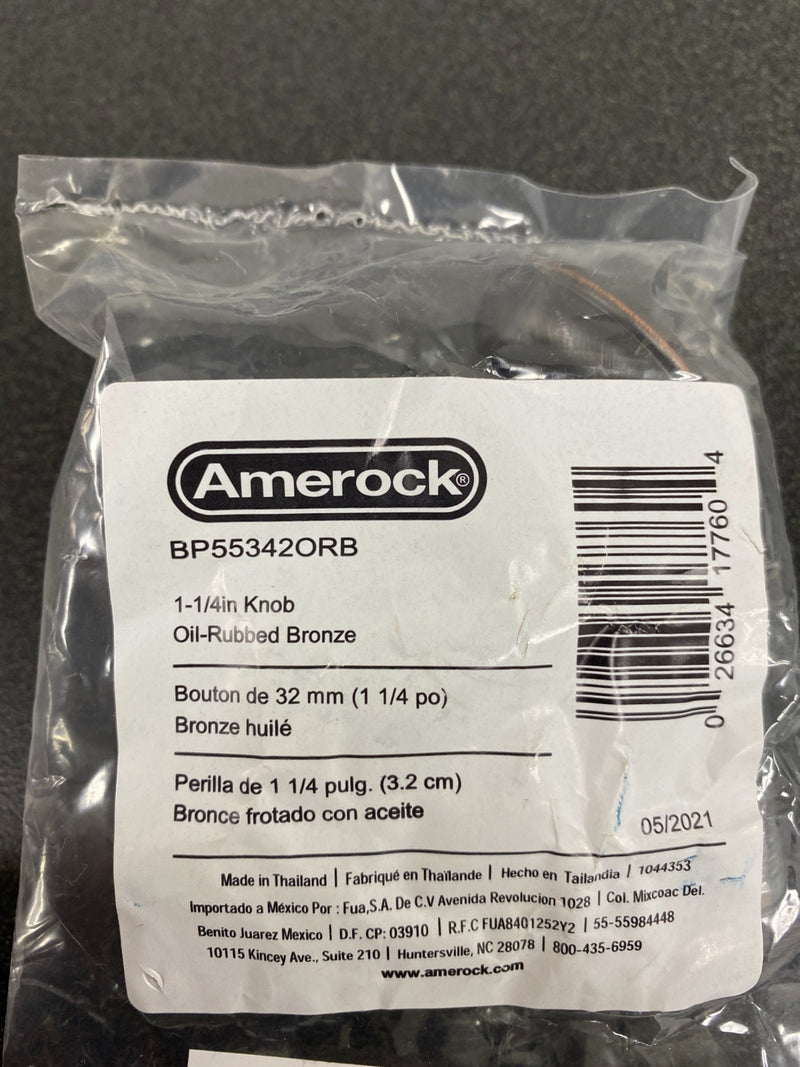 Amerock®
BP55342ORB
1-1/4in Knob
Oil-Rubbed Bronze
Bouton de 32 mm (1 1/4 po)
Bronze huilé
Perilla de 1 1/4 pulg. (3.2 cm)
Bronce frotado con aceite
0 26634 17760 4
05/2021
Made in Thailand | Fabriqué en Thaïlande | Hecho en Tailandia / 1044353
Importado a México Por : Fua,S.A. De C.V Avenida Revolucion 1028 | Col. Mixcoac Del.
Benito Juarez Mexico | D.F. CP: 03910 | R.F.C FUA8401252Y2 | 55-55984448
10115 Kincey Ave., Suite 210 | Huntersville, NC 28078 | 800-435-6959
www.amerock.com